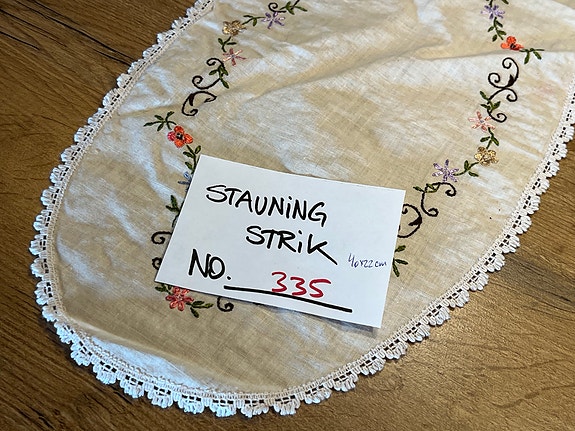 STAUNING
STRIK
40x22cm
NO. 335